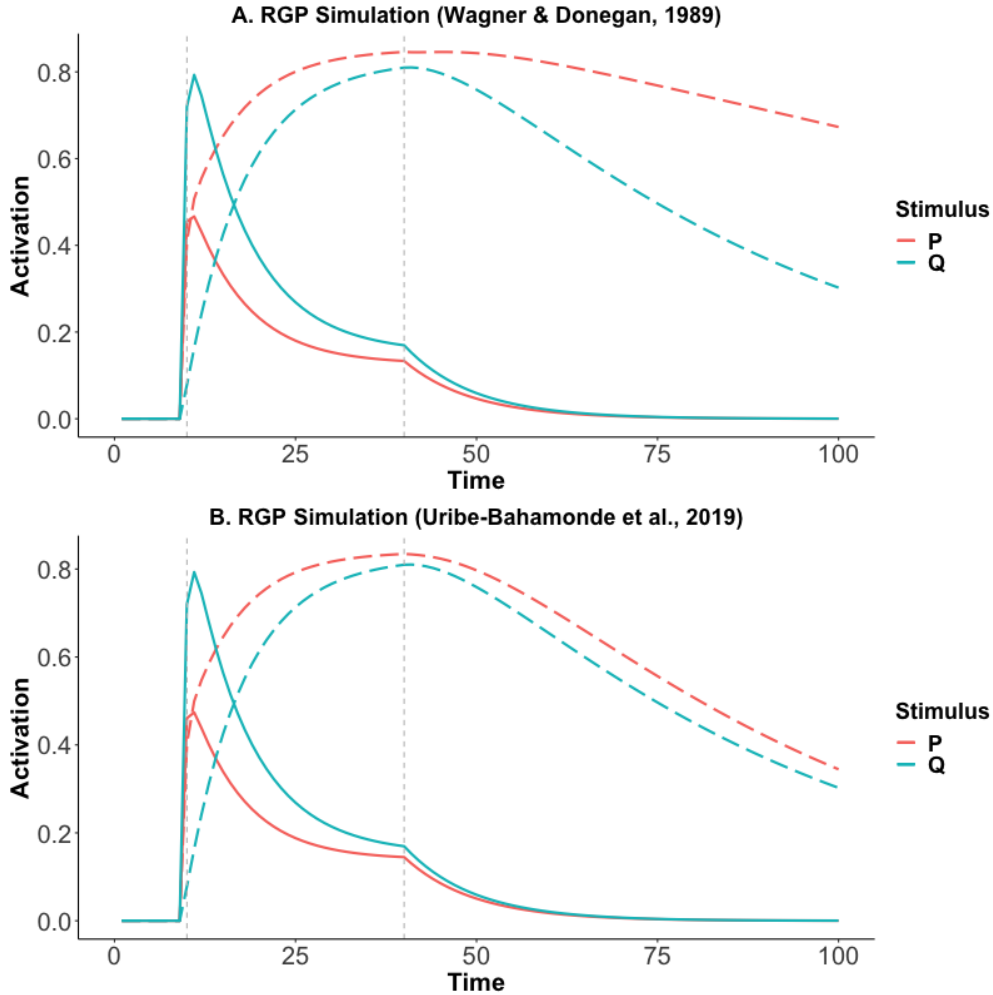 A. RGP Simulation (Wagner & Donegan, 1989)
Activation
0.8
0.6
0.4
0.2
0.0
0 25 50 75 100
Time
Stimulus
P
Q
B. RGP Simulation (Uribe-Bahamonde et al., 2019)
Activation
0.8
0.6
0.4
0.2
0.0
0 25 50 75 100
Time
Stimulus
P
Q